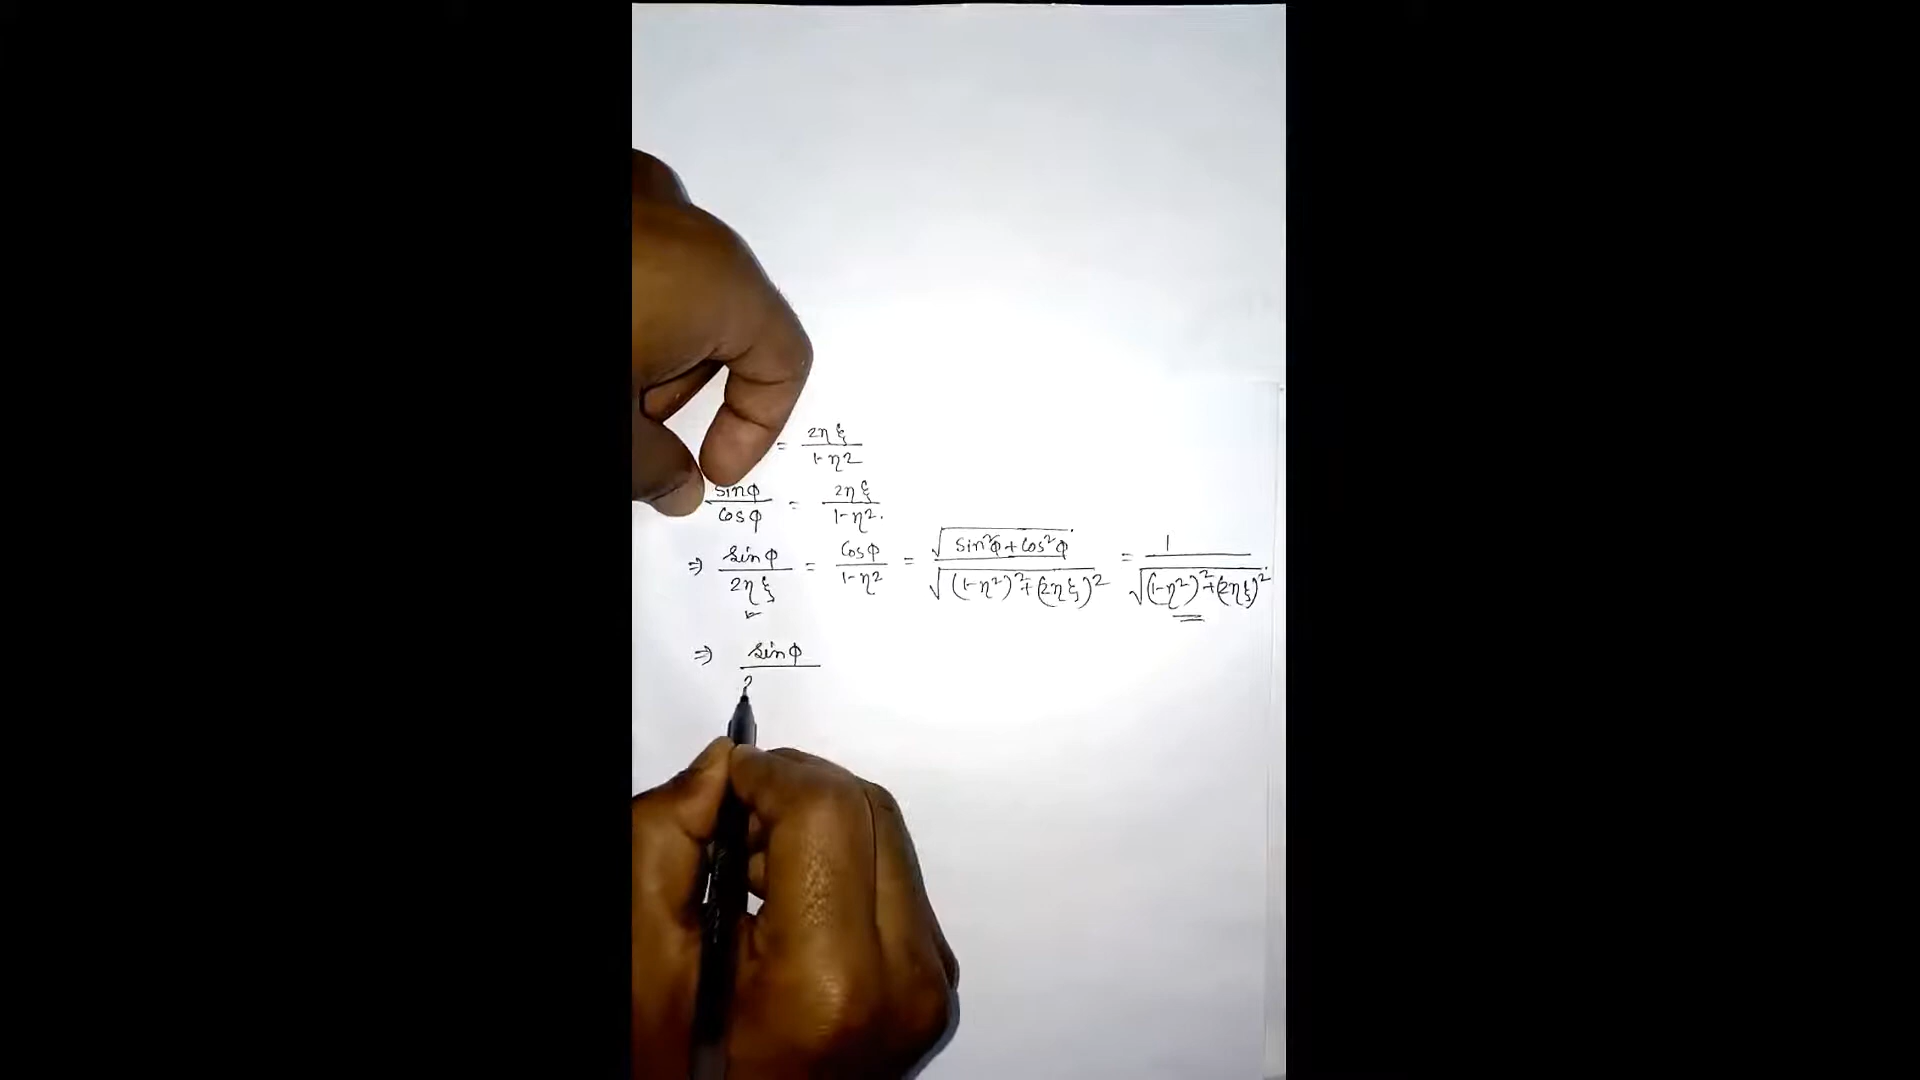 = 2ηξ / 1-η2
sinφ / cosφ = 2ηξ / 1-η2.
⇒ sinφ / 2ηξ = cosφ / 1-η2 = √(sin²φ+cos²φ) / √((1-η²)²+(2ηξ)²) = 1 / √((1-η²)²+(2ηξ)²)
⇒ sinφ / 2